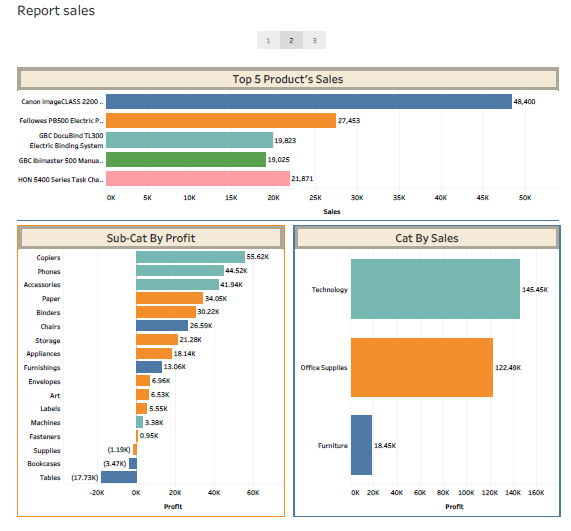 Report sales
1 2 3
Top 5 Product's Sales
Canon imageCLASS 2200 .. 48,400
Fellowes PB500 Electric P.. 27,453
GBC DocuBind TL300
Electric Binding System 19,823
GBC Ibimaster 500 Manua.. 19,025
HON 5400 Series Task Cha.. 21,871
0K 5K 10K 15K 20K 25K 30K 35K 40K 45K 50K
Sales
Sub-Cat By Profit
Copiers 55.62K
Phones 44.52K
Accessories 41.94K
Paper 34.05K
Binders 30.22K
Chairs 26.59K
Storage 21.28K
Appliances 18.14K
Furnishings 13.06K
Envelopes 6.96K
Art 6.53K
Labels 5.55K
Machines 3.38K
Fasteners 0.95K
Supplies (1.19K)
Bookcases (3.47K)
Tables (17.73K)
-20K 0K 20K 40K 60K
Profit
Cat By Sales
Technology 145.45K
Office Supplies 122.49K
Furniture 18.45K
0K 20K 40K 60K 80K 100K 120K 140K 160K
Profit